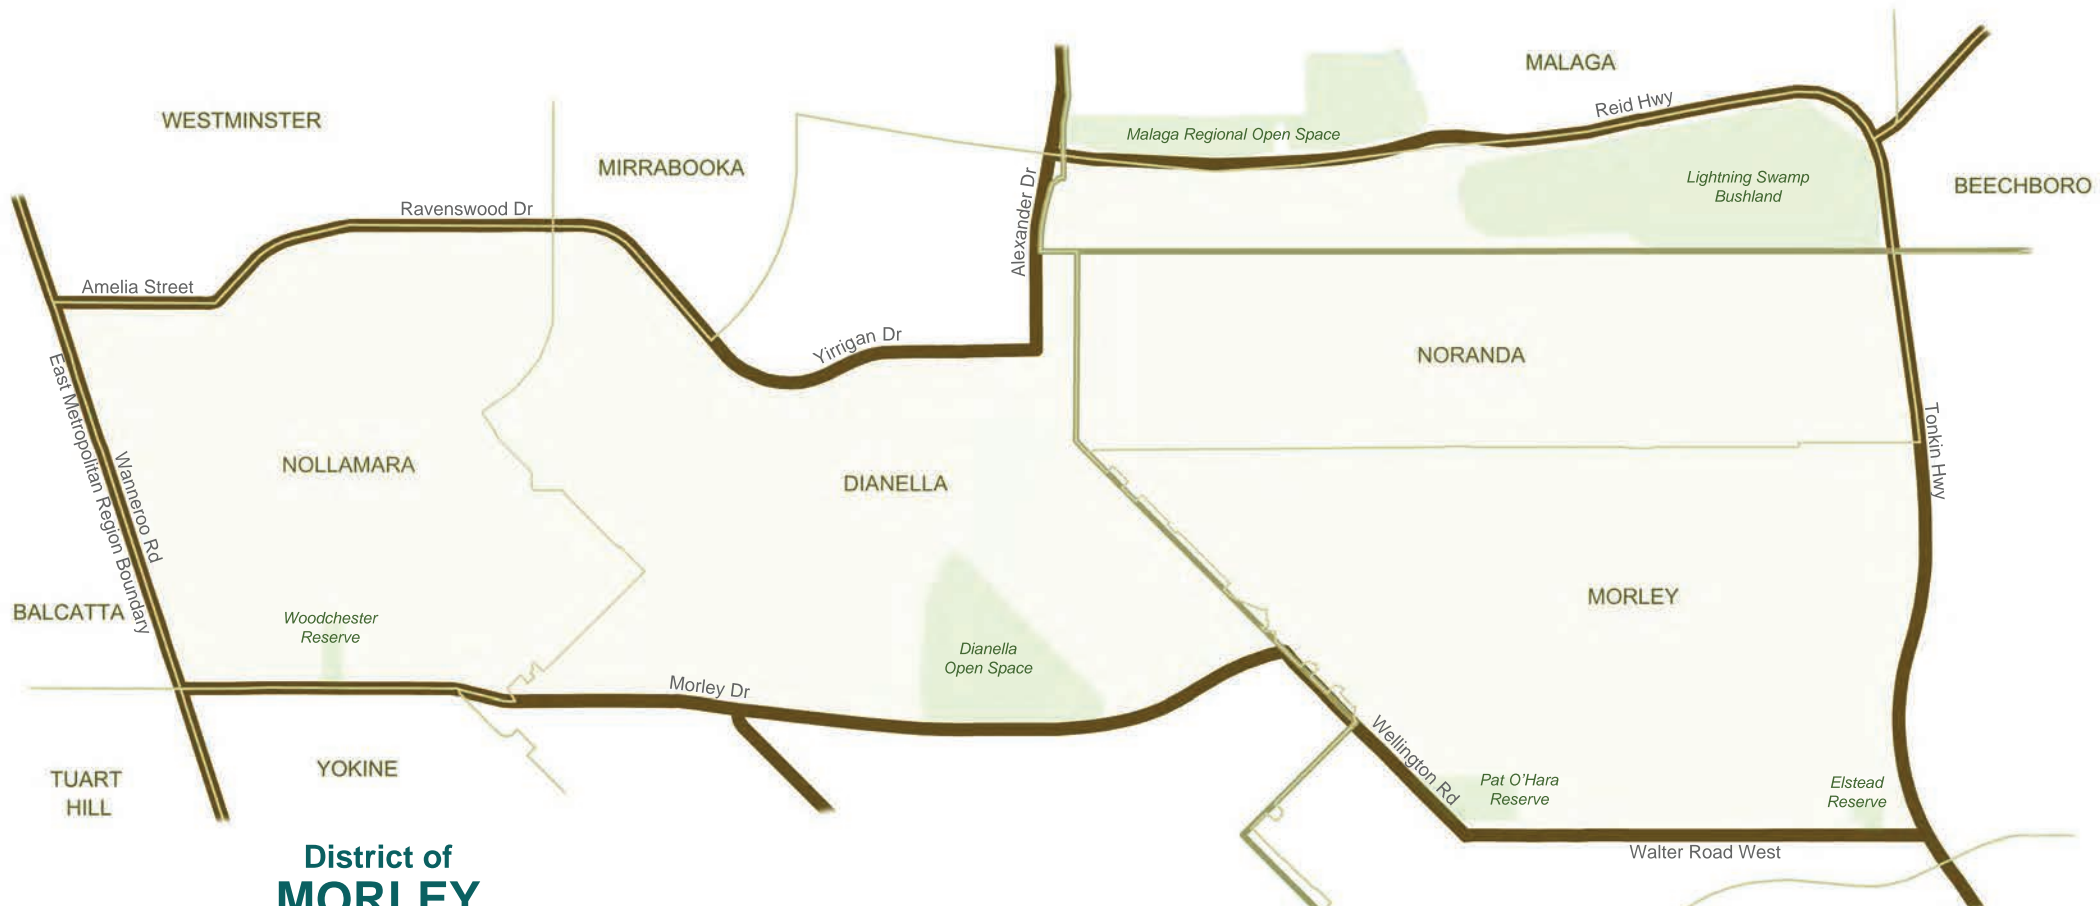 MALAGA
WESTMINSTER
MIRRABOOKA
Malaga Regional Open Space
Reid Hwy
Lightning Swamp
Bushland
BEECHBORO
Ravenswood Dr
Alexander Dr
Amelia Street
Yirrigan Dr
NORANDA
East Metropolitan Region Boundary
Wanneroo Rd
NOLLAMARA
DIANELLA
Tonkin Hwy
MORLEY
BALCATTA
Woodchester
Reserve
Dianella
Open Space
Morley Dr
Wellington Rd
TUART
HILL
YOKINE
Pat O'Hara
Reserve
Elstead
Reserve
Walter Road West
District of
MORLEY